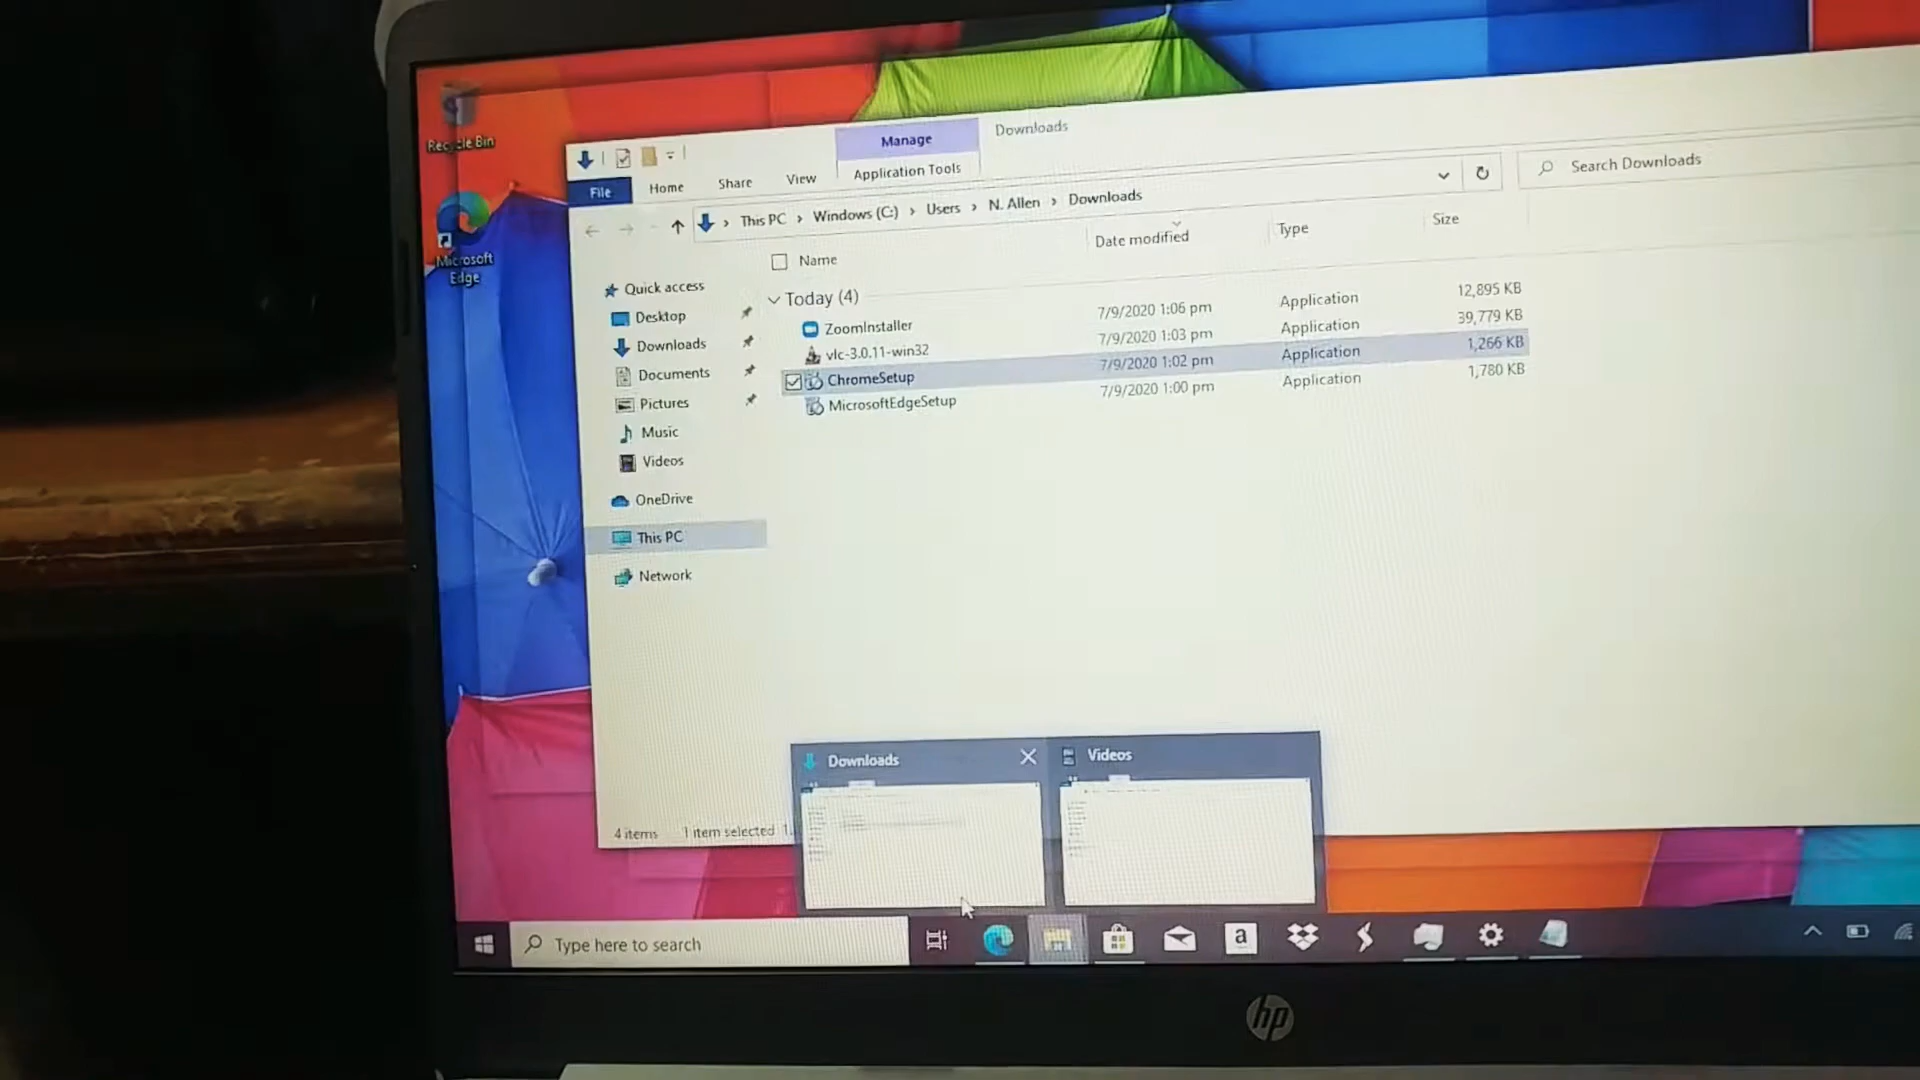 Recycle Bin
Microsoft
Edge
Manage
Downloads
File
Home
Share
View
Application Tools
This PC › Windows (C:) › Users › N. Allen › Downloads
Search Downloads
Name
Date modified
Type
Size
Quick access
Desktop
Downloads
Documents
Pictures
Music
Videos
OneDrive
This PC
Network
Today (4)
ZoomInstaller 7/9/2020 1:06 pm Application 12,895 KB
vlc-3.0.11-win32 7/9/2020 1:03 pm Application 39,779 KB
ChromeSetup 7/9/2020 1:02 pm Application 1,266 KB
MicrosoftEdgeSetup 7/9/2020 1:00 pm Application 1,780 KB
Downloads
Videos
4 items 1 item selected
Type here to search
a
hp